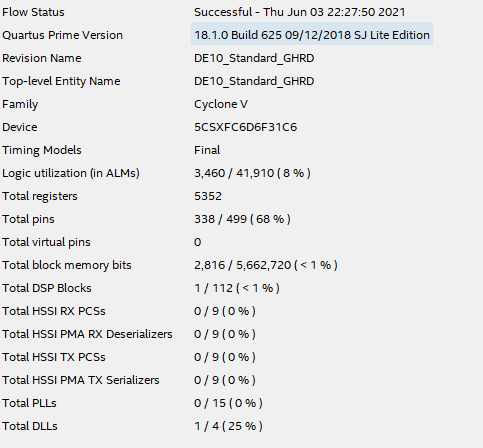 Flow Status Successful - Thu Jun 03 22:27:50 2021
Quartus Prime Version 18.1.0 Build 625 09/12/2018 SJ Lite Edition
Revision Name DE10_Standard_GHRD
Top-level Entity Name DE10_Standard_GHRD
Family Cyclone V
Device 5CSXFC6D6F31C6
Timing Models Final
Logic utilization (in ALMs) 3,460 / 41,910 ( 8 % )
Total registers 5352
Total pins 338 / 499 ( 68 % )
Total virtual pins 0
Total block memory bits 2,816 / 5,662,720 ( < 1 % )
Total DSP Blocks 1 / 112 ( < 1 % )
Total HSSI RX PCSs 0 / 9 ( 0 % )
Total HSSI PMA RX Deserializers 0 / 9 ( 0 % )
Total HSSI TX PCSs 0 / 9 ( 0 % )
Total HSSI PMA TX Serializers 0 / 9 ( 0 % )
Total PLLs 0 / 15 ( 0 % )
Total DLLs 1 / 4 ( 25 % )